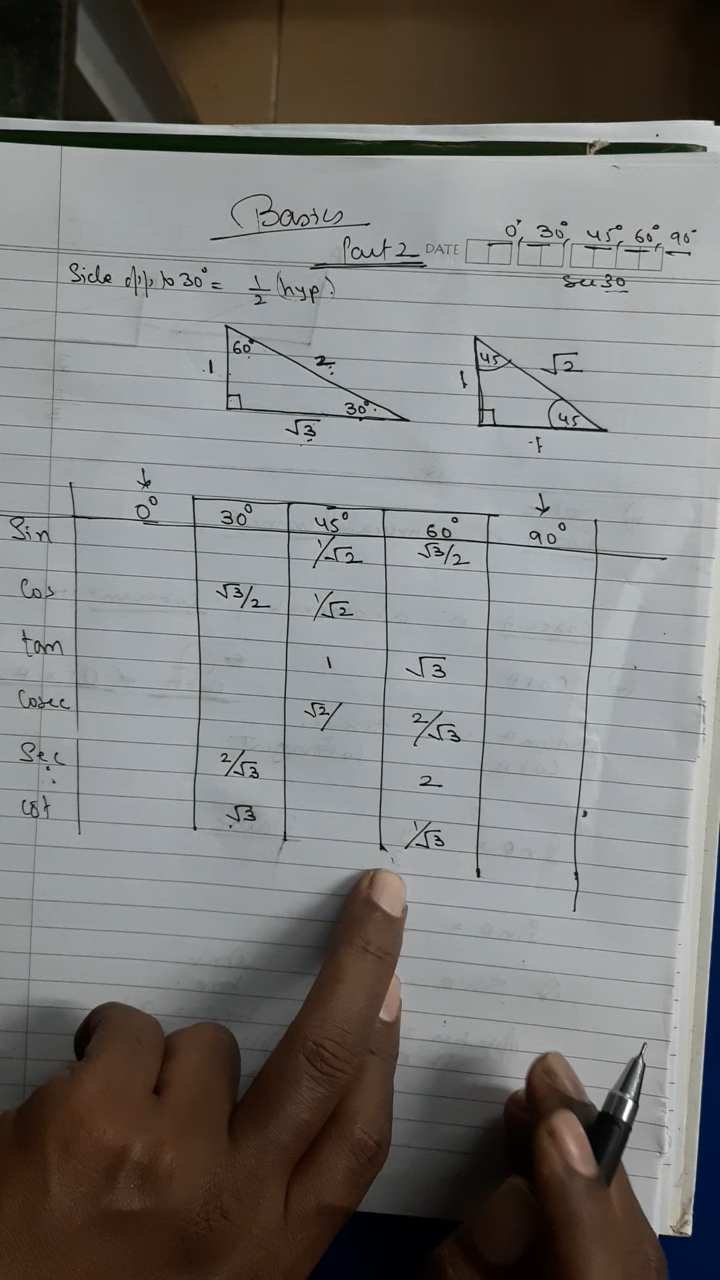 Basics
Part 2 DATE 0°, 30°, 45°, 60°, 90°
Side opp. to 30° = 1/2 (hyp)
Sec 30
60° 2 45 √2
1 30° 1 45
√3 1
0° 30° 45° 60° 90°
Sin 1/√2 √3/2
Cos √3/2 1/√2
tan 1 √3
Cosec √2/ 2/√3
Sec 2/√3 2
cot √3 1/√3